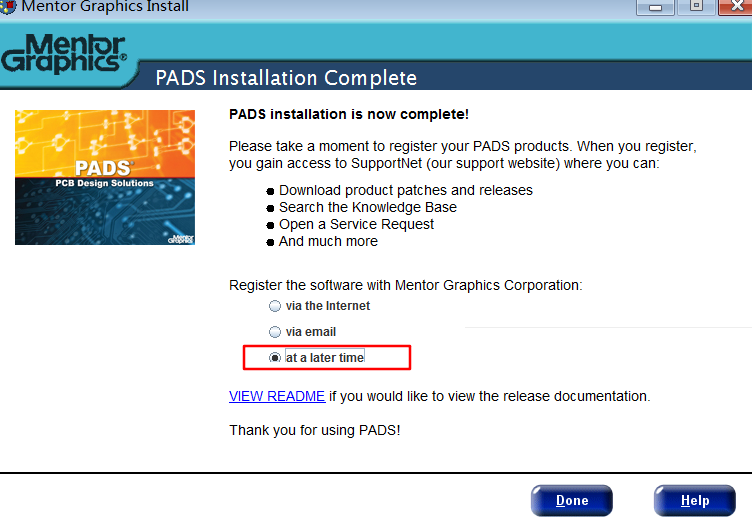 Mentor Graphics Install
Mentor
Graphics®
PADS Installation Complete
PADS installation is now complete!
PADS™
PCB Design Solutions
Mentor
Graphics
Please take a moment to register your PADS products. When you register,
you gain access to SupportNet (our support website) where you can:
● Download product patches and releases
● Search the Knowledge Base
● Open a Service Request
● And much more
Register the software with Mentor Graphics Corporation:
via the Internet
via email
at a later time
VIEW README if you would like to view the release documentation.
Thank you for using PADS!
Done
Help